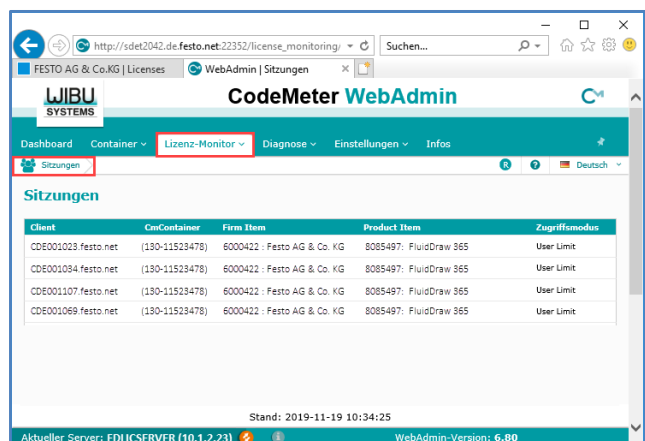 http://sdet2042.de.festo.net:22352/license_monitoring/
Suchen...
FESTO AG & Co.KG | Licenses
WebAdmin | Sitzungen
WIBU
SYSTEMS
CodeMeter WebAdmin
Dashboard Container Lizenz-Monitor Diagnose Einstellungen Infos
Sitzungen
R ? Deutsch
Sitzungen
Client CmContainer Firm Item Product Item Zugriffsmodus
CDE001023.festo.net (130-11523478) 6000422 : Festo AG & Co. KG 8085497: FluidDraw 365 User Limit
CDE001034.festo.net (130-11523478) 6000422 : Festo AG & Co. KG 8085497: FluidDraw 365 User Limit
CDE001107.festo.net (130-11523478) 6000422 : Festo AG & Co. KG 8085497: FluidDraw 365 User Limit
CDE001069.festo.net (130-11523478) 6000422 : Festo AG & Co. KG 8085497: FluidDraw 365 User Limit
Stand: 2019-11-19 10:34:25
Aktueller Server: FDLICSERVER (10.1.2.23) WebAdmin-Version: 6.80